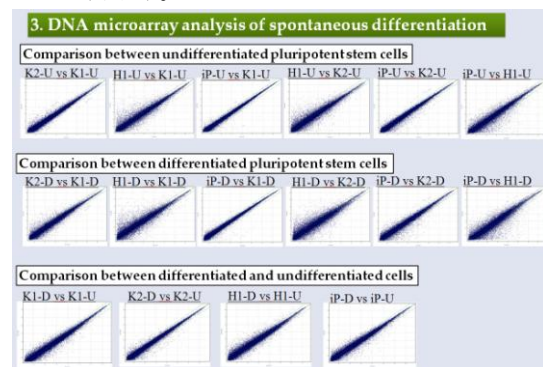 3. DNA microarray analysis of spontaneous differentiation
Comparison between undifferentiated pluripotent stem cells
K2-U vs K1-U H1-U vs K1-U iP-U vs K1-U H1-U vs K2-U iP-U vs K2-U iP-U vs H1-U
Comparison between differentiated pluripotent stem cells
K2-D vs K1-D H1-D vs K1-D iP-D vs K1-D H1-D vs K2-D iP-D vs K2-D iP-D vs H1-D
Comparison between differentiated and undifferentiated cells
K1-D vs K1-U K2-D vs K2-U H1-D vs H1-U iP-D vs iP-U